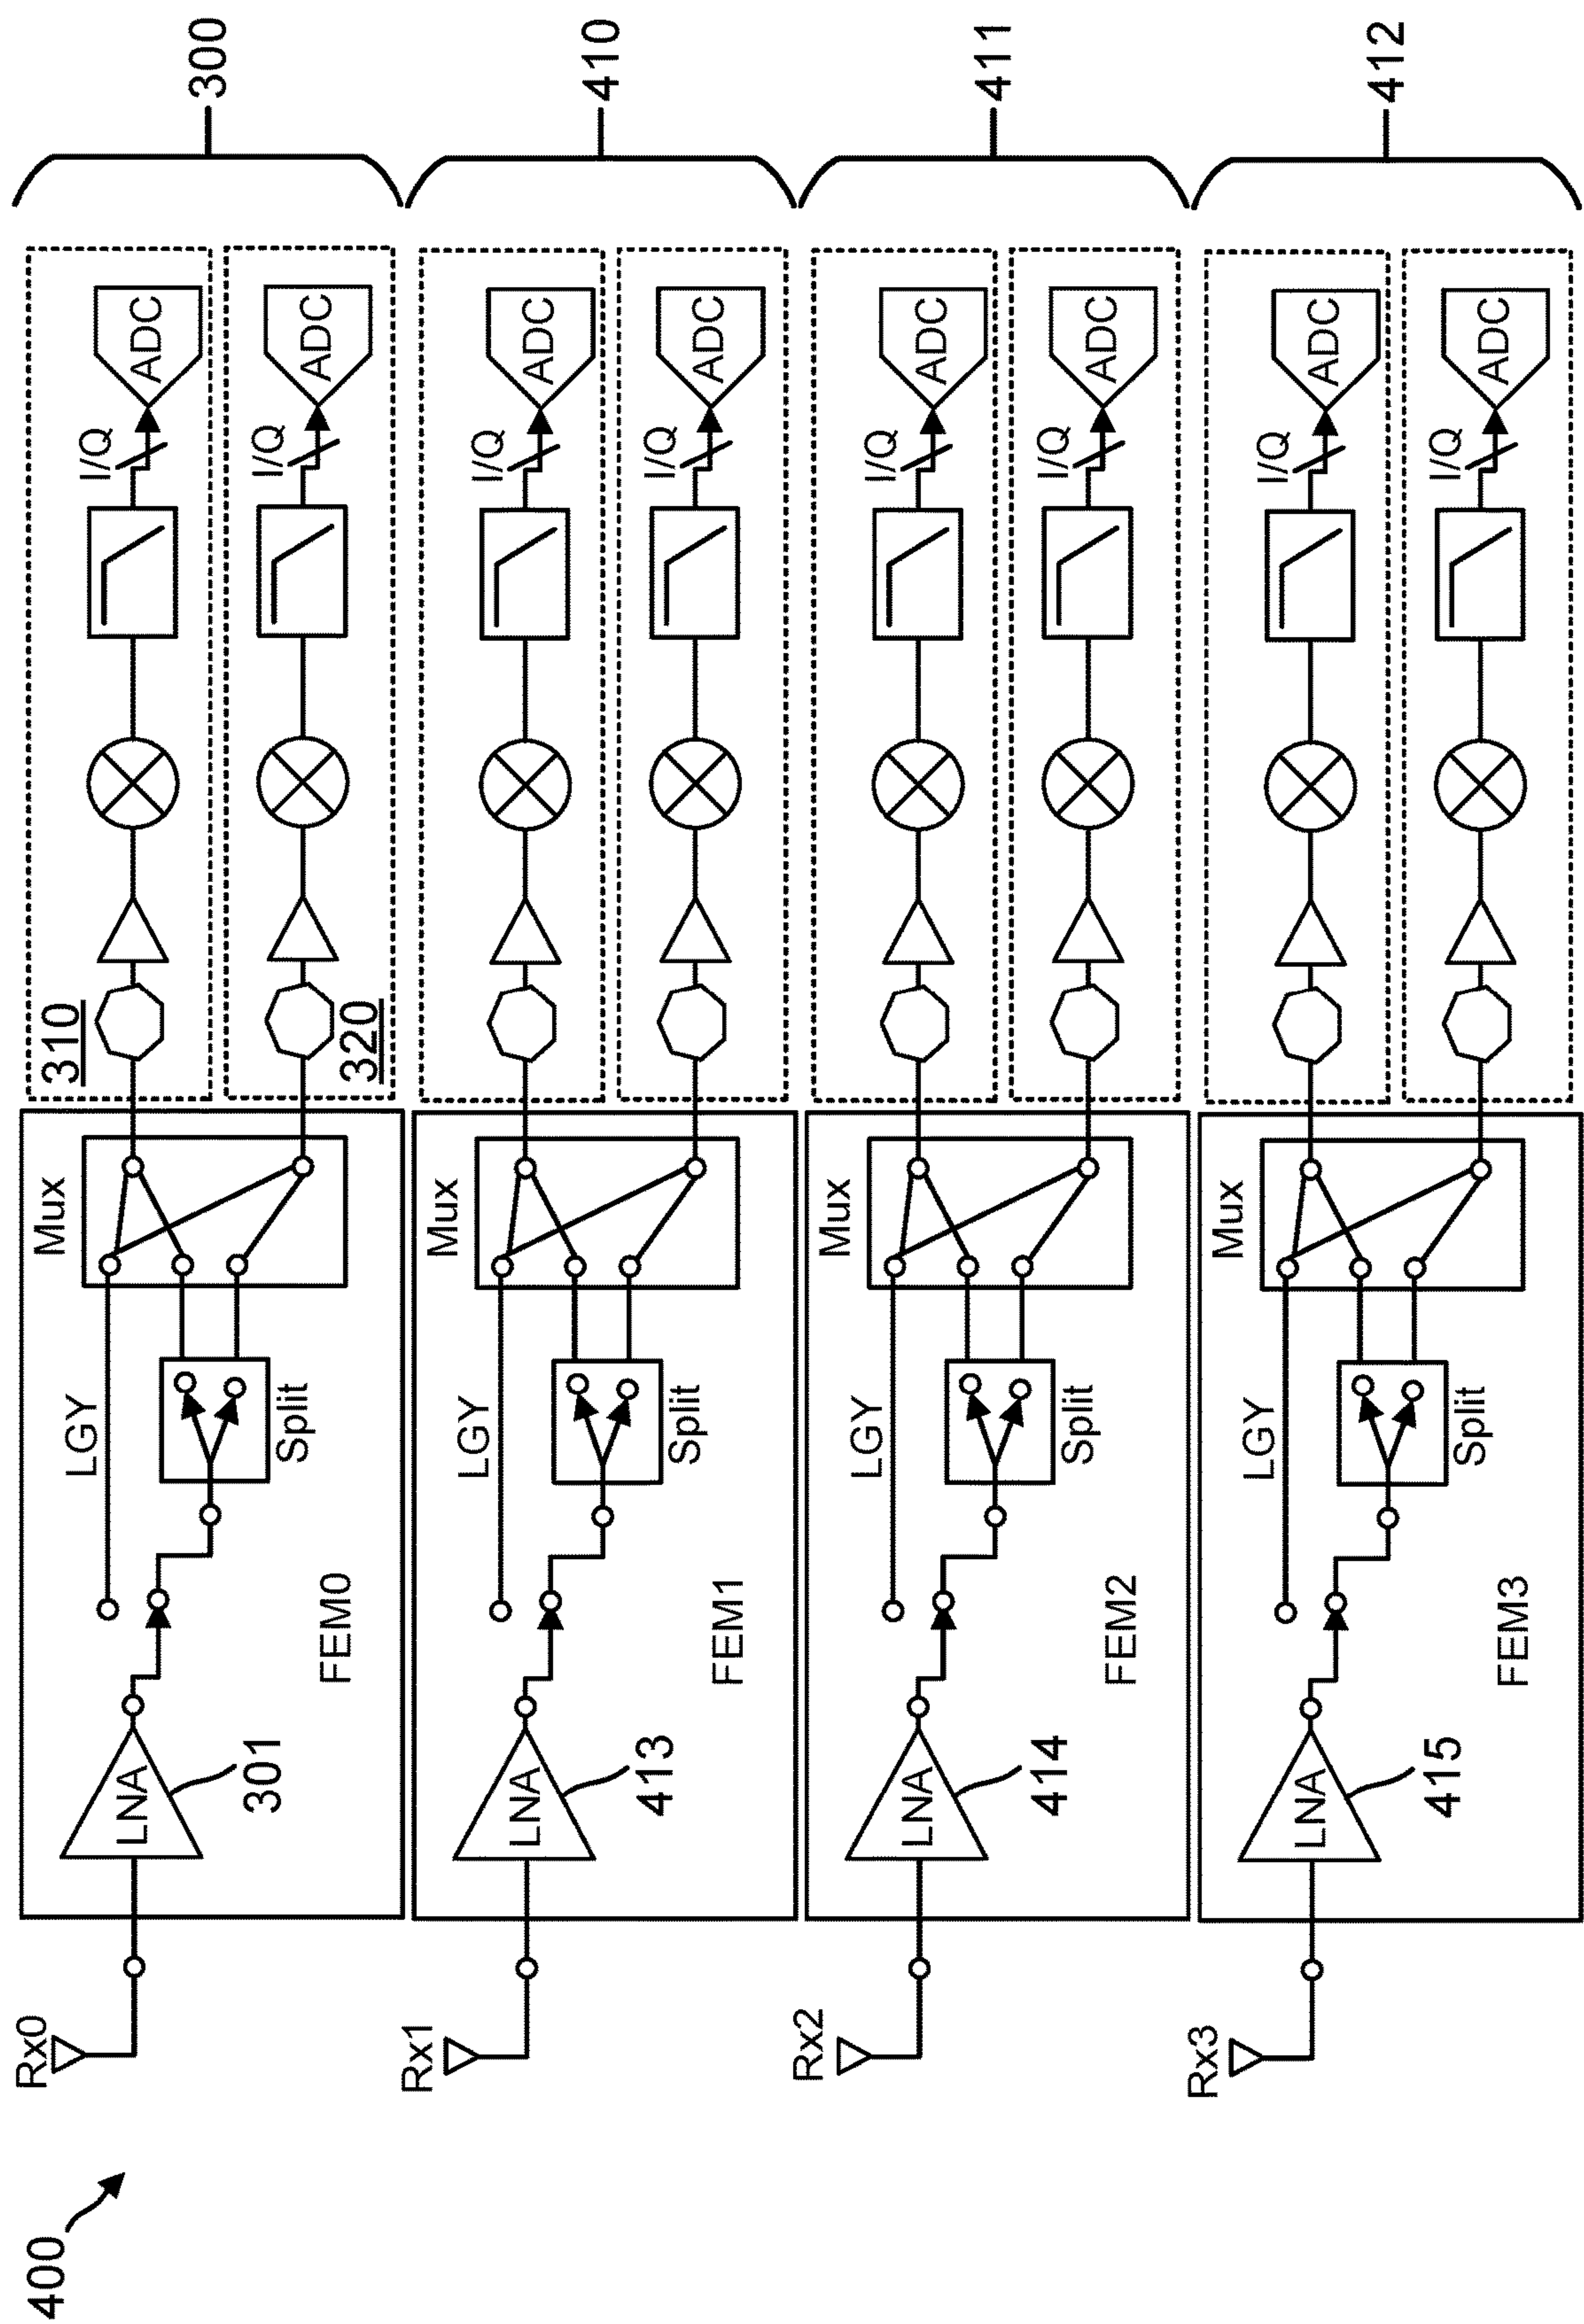 400
Rx0
LNA
301
FEM0
LGY
Split
Mux
310
320
I/Q
ADC
I/Q
ADC
300
Rx1
LNA
413
FEM1
LGY
Split
Mux
I/Q
ADC
I/Q
ADC
410
Rx2
LNA
414
FEM2
LGY
Split
Mux
I/Q
ADC
I/Q
ADC
411
Rx3
LNA
415
FEM3
LGY
Split
Mux
I/Q
ADC
I/Q
ADC
412